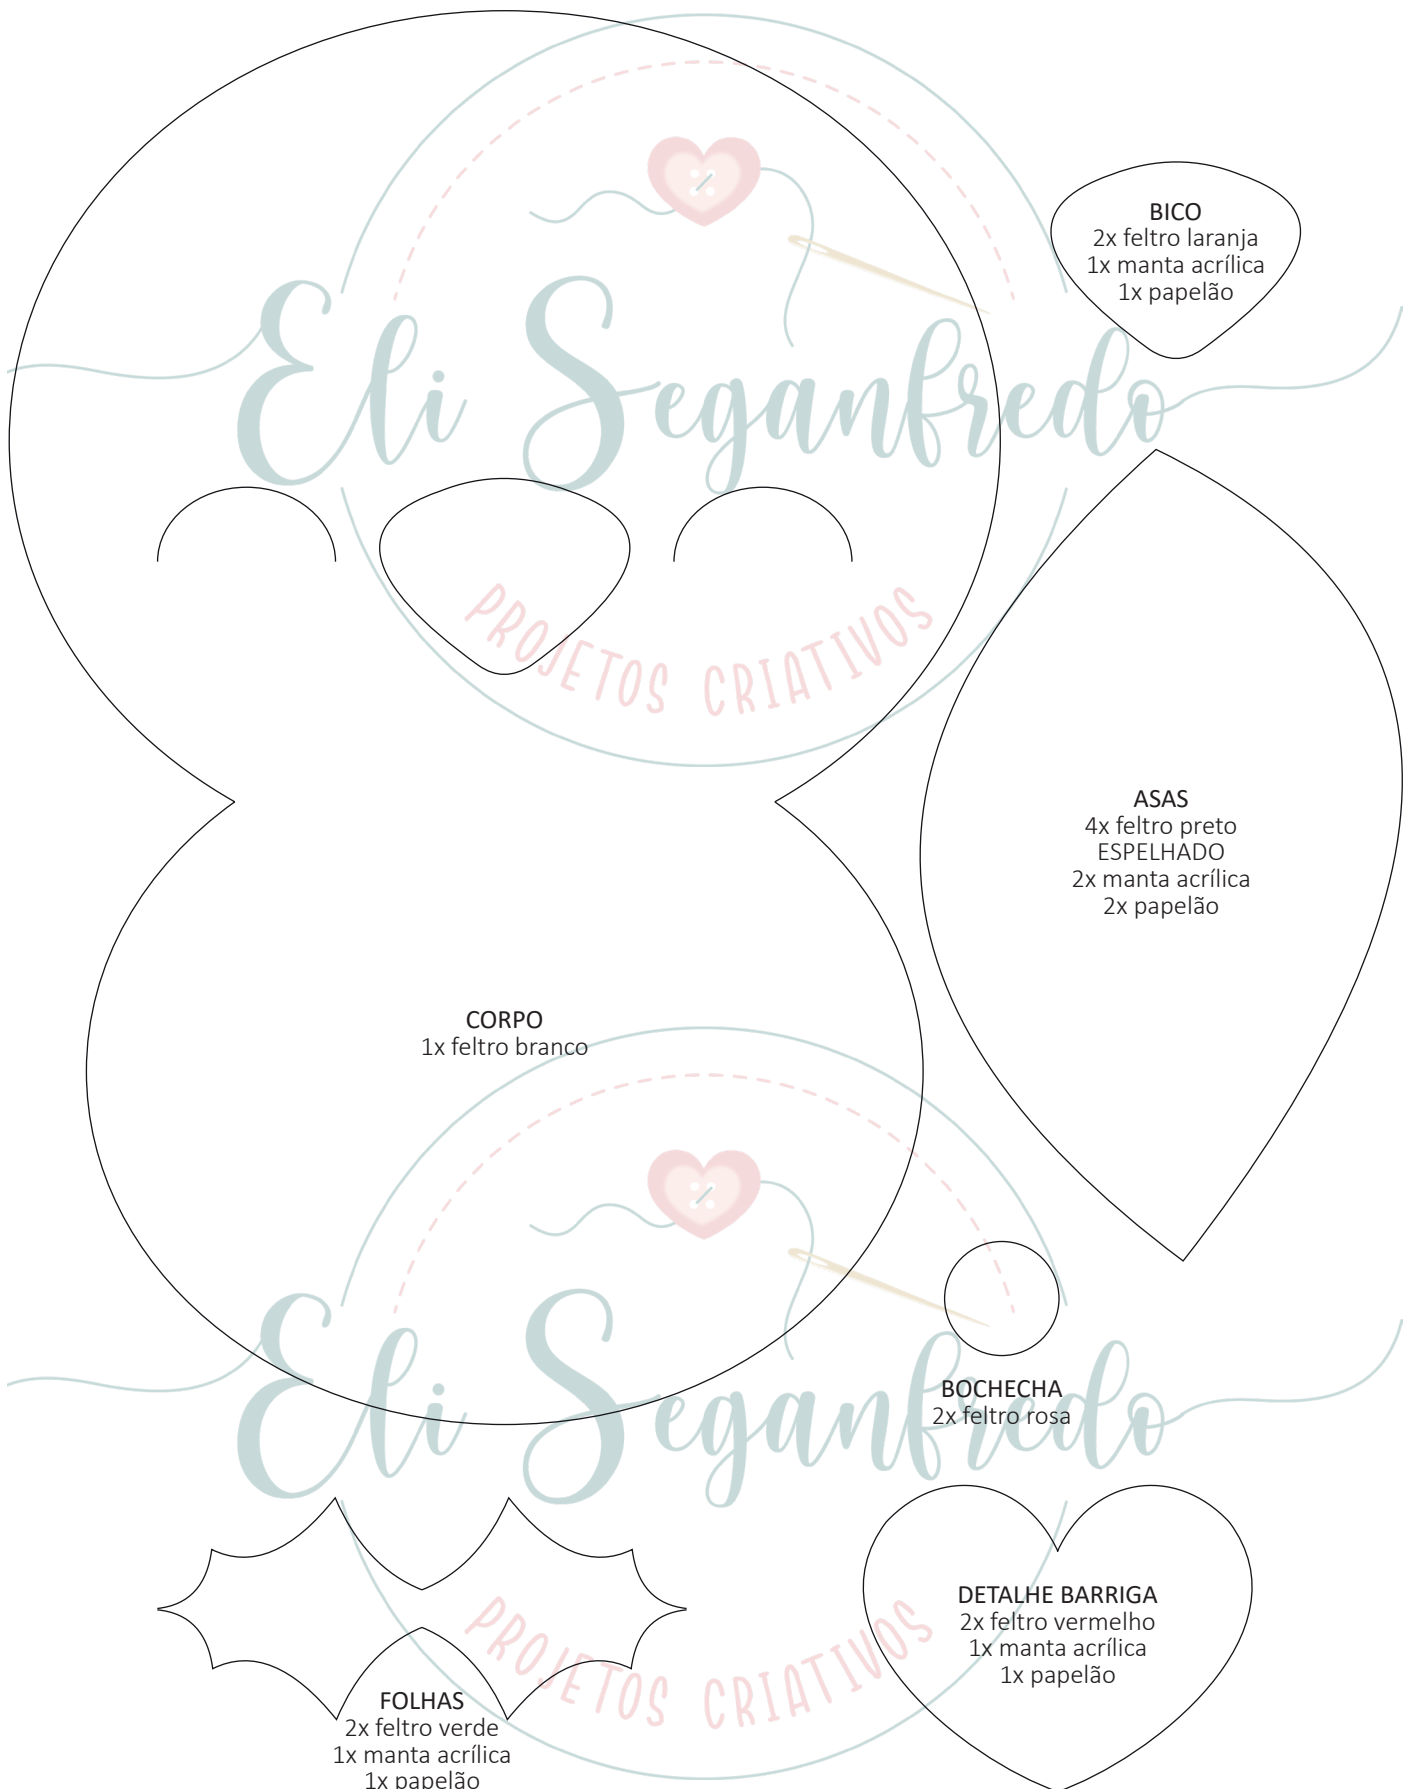 Eli Seganfredo
PROJETOS CRIATIVOS
BICO
2x feltro laranja
1x manta acrílica
1x papelão
ASAS
4x feltro preto
ESPELHADO
2x manta acrílica
2x papelão
CORPO
1x feltro branco
Eli Seganfredo
PROJETOS CRIATIVOS
BOCHECHA
2x feltro rosa
DETALHE BARRIGA
2x feltro vermelho
1x manta acrílica
1x papelão
FOLHAS
2x feltro verde
1x manta acrílica
1x papelão